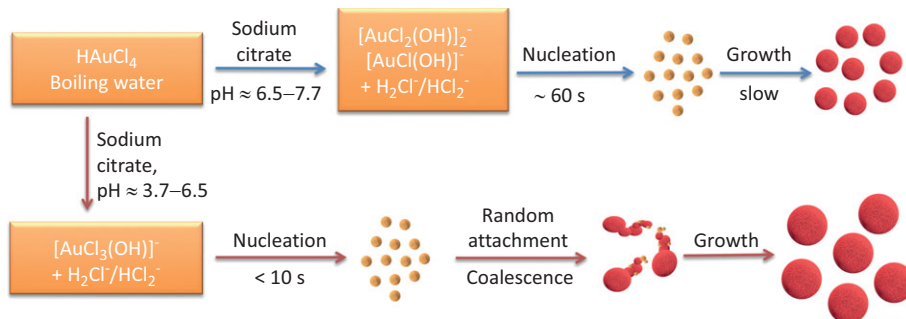 HAuCl₄
Boiling water
Sodium
citrate
pH ≈ 6.5–7.7
[AuCl₂(OH)]₂⁻
[AuCl(OH)]⁻
+ H₂Cl⁻/HCl₂⁻
Nucleation
~ 60 s
Growth
slow
Sodium
citrate,
pH ≈ 3.7–6.5
[AuCl₃(OH)]⁻
+ H₂Cl⁻/HCl₂⁻
Nucleation
< 10 s
Random
attachment
Coalescence
Growth